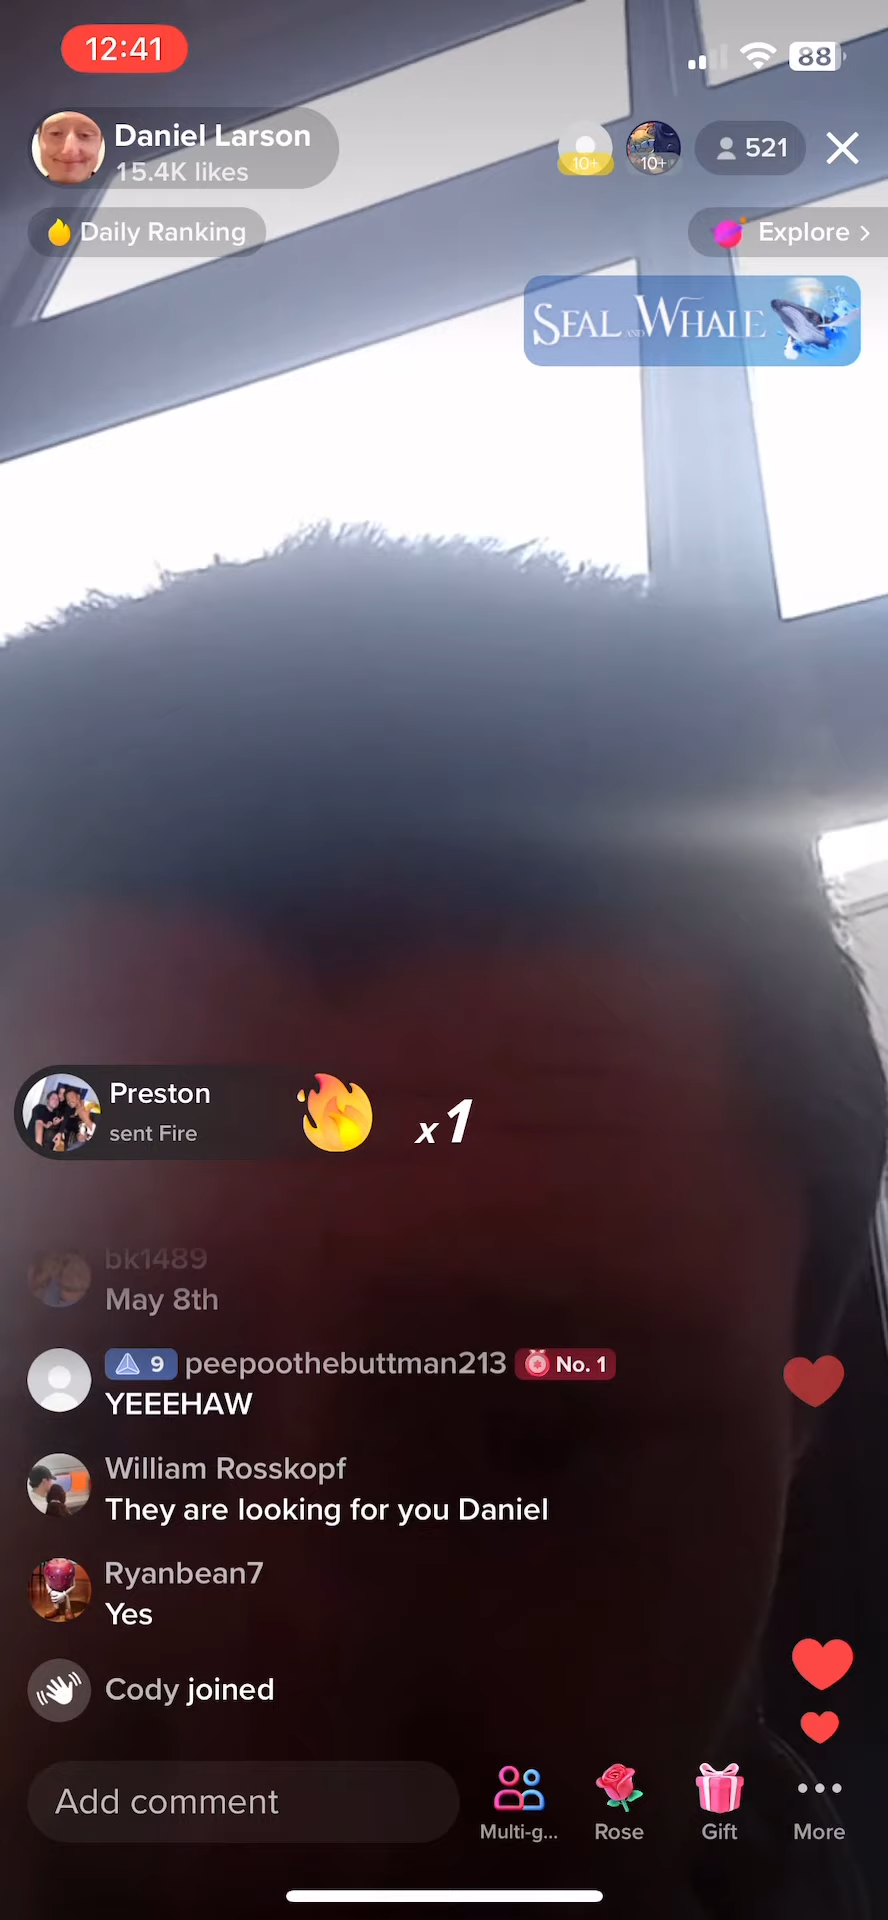 12:41
88
Daniel Larson
15.4K likes
10+
10+
521
Daily Ranking
Explore >
SEAL AND WHALE
Preston
sent Fire
x1
bk1489
May 8th
9 peepoothebuttman213 No. 1
YEEEHAW
William Rosskopf
They are looking for you Daniel
Ryanbean7
Yes
Cody joined
Add comment
Multi-g...
Rose
Gift
More